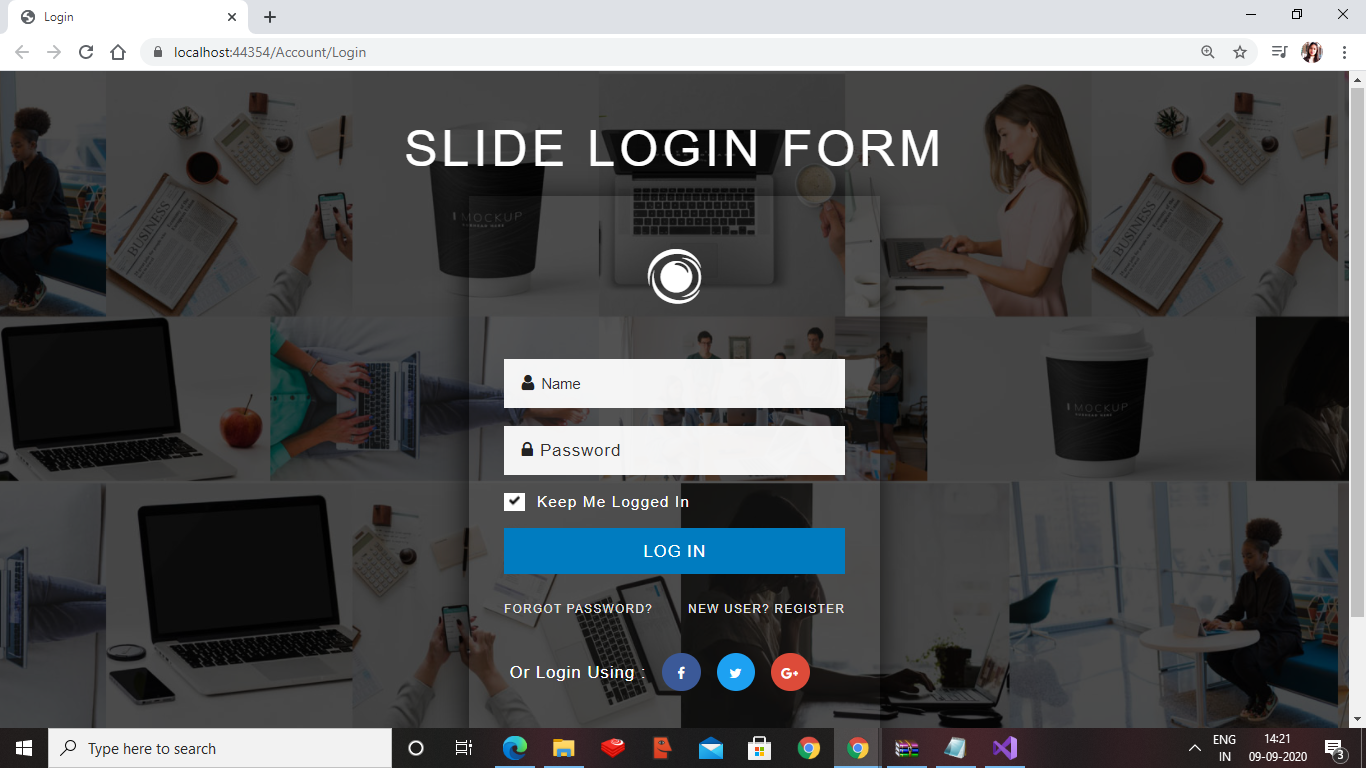 Login
localhost:44354/Account/Login
SLIDE LOGIN FORM
BUSINESS
MOCKUP
BUSINESS
Name
Password
MOCKUP
Keep Me Logged In
LOG IN
FORGOT PASSWORD? NEW USER? REGISTER
Or Login Using :
G+
Type here to search
ENG
IN
14:21
09-09-2020
3